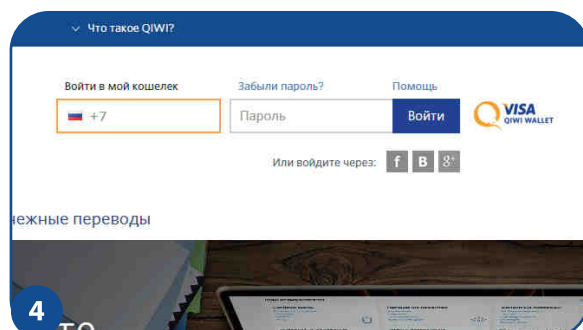 Что такое QIWI?
Войти в мой кошелек Забыли пароль? Помощь
+7 Пароль Войти VISA
QIWI WALLET
Или войдите через: f B 8+
нежные переводы
4